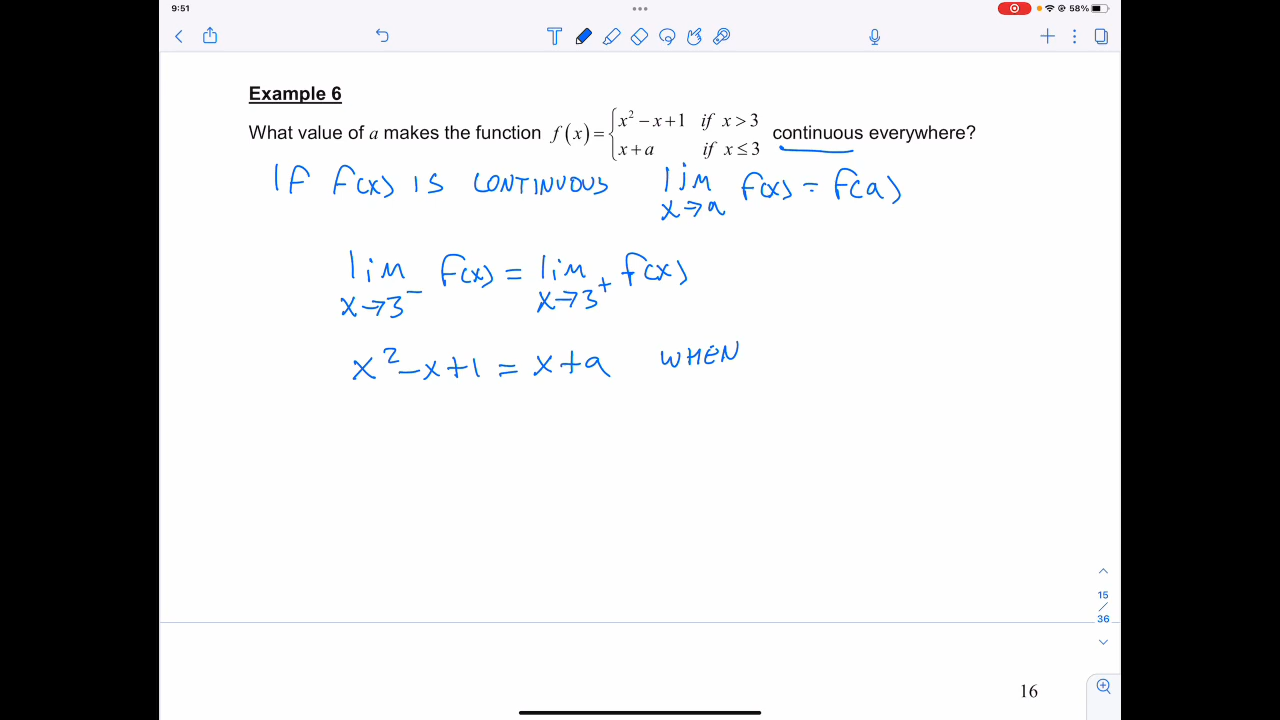 9:51
58%
Example 6
What value of a makes the function f(x) = { x² − x + 1 if x > 3
x + a if x ≤ 3 continuous everywhere?
IF F(x) IS CONTINUOUS lim x→a F(x) = F(a)
lim x→3⁻ F(x) = lim x→3⁺ f(x)
x² − x + 1 = x + a WHEN
15
/
36
16